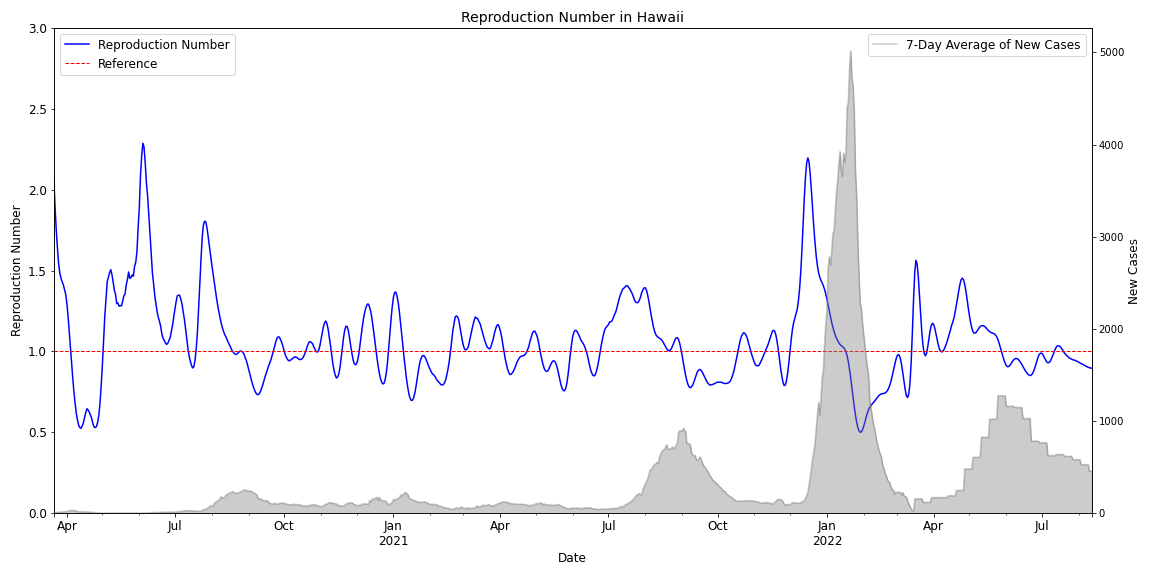 Reproduction Number in Hawaii
Reproduction Number
Reference
7-Day Average of New Cases
3.0
2.5
2.0
1.5
1.0
0.5
0.0
Reproduction Number
5000
4000
3000
2000
1000
0
New Cases
Apr Jul Oct Jan Apr Jul Oct Jan Apr Jul
2021 2022
Date